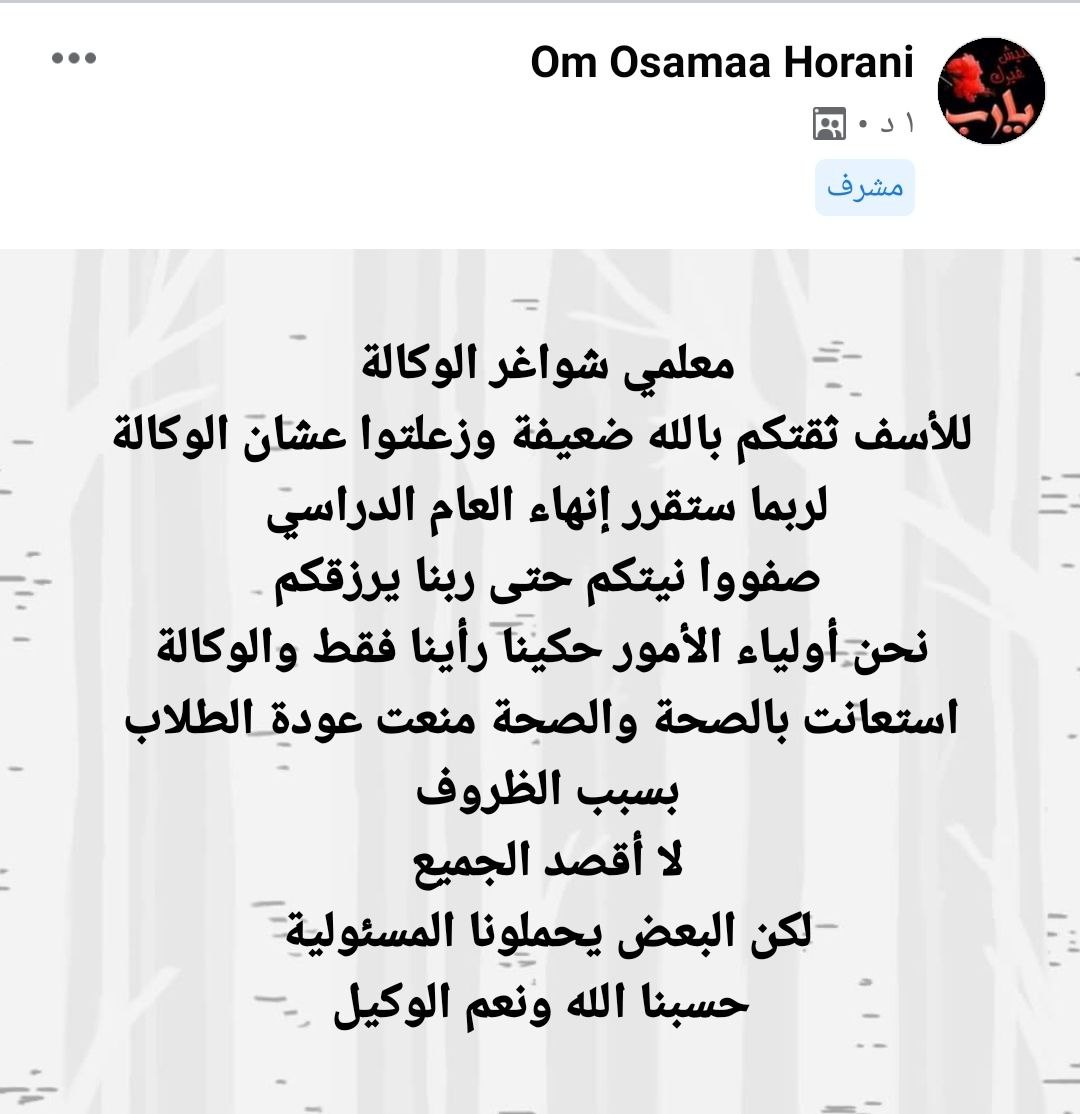 Om Osamaa Horani
١ د •
مشرف
معلمي شواغر الوكالة
للأسف ثقتكم بالله ضعيفة وزعلتوا عشان الوكالة
لربما ستقرر إنهاء العام الدراسي
صفووا نيتكم حتى ربنا يرزقكم
نحن أولياء الأمور حكينا رأينا فقط والوكالة
استعانت بالصحة والصحة منعت عودة الطلاب
بسبب الظروف
لا أقصد الجميع
لكن البعض يحملونا المسئولية
حسبنا الله ونعم الوكيل
يارب